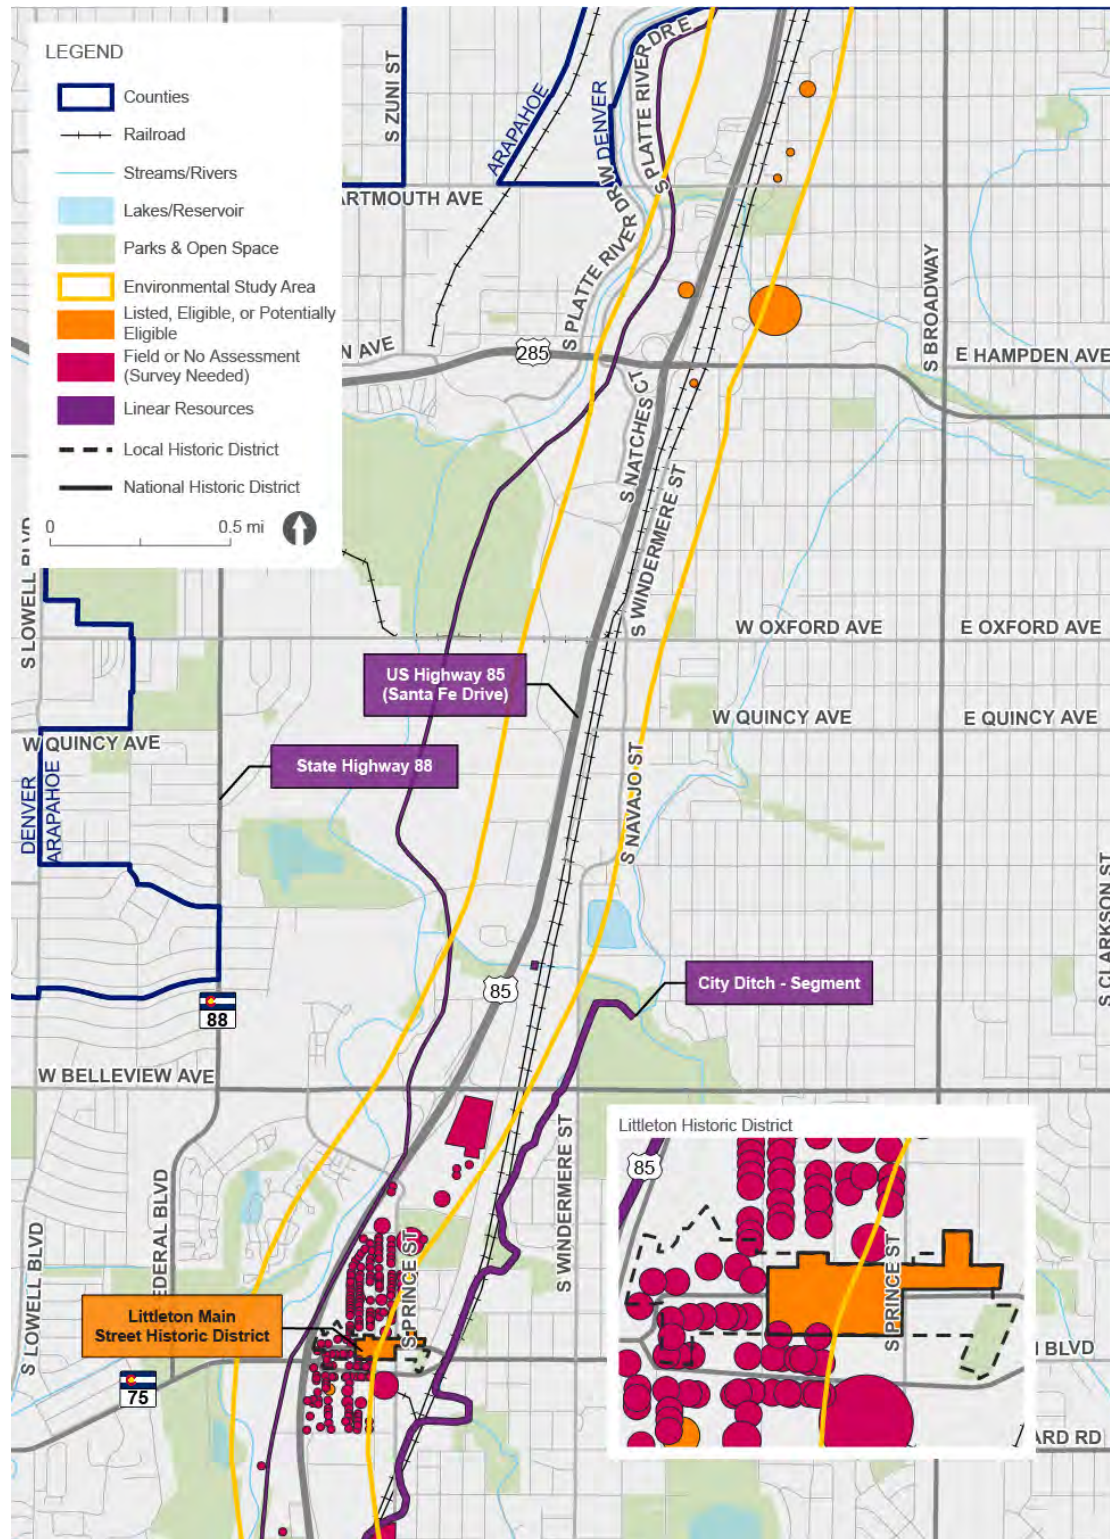 LEGEND
Counties
Railroad
Streams/Rivers
Lakes/Reservoir
Parks & Open Space
Environmental Study Area
Listed, Eligible, or Potentially
Eligible
Field or No Assessment
(Survey Needed)
Linear Resources
Local Historic District
National Historic District
0 0.5 mi
S ZUNI ST
ARAPAHOE
DENVER
S PLATTE RIVER DR E
S PLATTE RIVER DR W
ARTMOUTH AVE
S PLATTE RIVER DR
285
N AVE
S BROADWAY
E HAMPDEN AVE
S NATCHES CT
S WINDERMERE ST
S LOWELL BLVD
W OXFORD AVE
E OXFORD AVE
US Highway 85
(Santa Fe Drive)
W QUINCY AVE
E QUINCY AVE
W QUINCY AVE
State Highway 88
DENVER
ARAPAHOE
S NAVAJO ST
S CLARKSON ST
City Ditch - Segment
85
88
W BELLEVIEW AVE
S WINDERMERE ST
Littleton Historic District
85
S PRINCE ST
N BLVD
ARD RD
S LOWELL BLVD
FEDERAL BLVD
S PRINCE ST
Littleton Main
Street Historic District
75